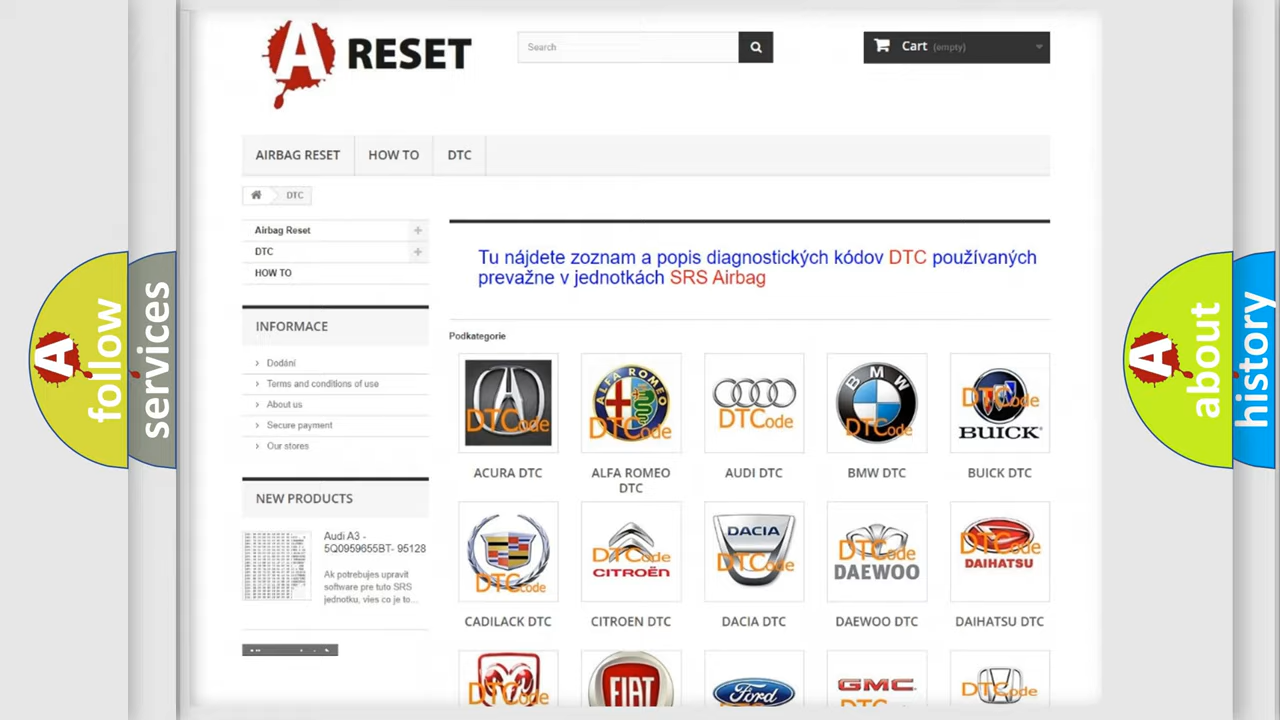 A RESET
Search
Cart (empty)
AIRBAG RESET
HOW TO
DTC
DTC
Airbag Reset
DTC
HOW TO
INFORMACE
Dodání
Terms and conditions of use
About us
Secure payment
Our stores
NEW PRODUCTS
Audi A3 -
5Q0959655BT- 95128
Ak potrebujes upravit
software pre tuto SRS
jednotku, vies co je to...
Tu nájdete zoznam a popis diagnostických kódov DTC používaných
prevažne v jednotkách SRS Airbag
Podkategorie
DTCode
ALFA ROMEO
DTCode
DTCode
BMW
DTCode
DTCode
BUICK
ACURA DTC
ALFA ROMEO
DTC
AUDI DTC
BMW DTC
BUICK DTC
DTCode
DTCode
CITROËN
DACIA
DTCode
DTCode
DAEWOO
DTCode
DAIHATSU
CADILACK DTC
CITROEN DTC
DACIA DTC
DAEWOO DTC
DAIHATSU DTC
DTCode
FIAT
Ford
GMC
DTCode
A
follow
services
A
about
history